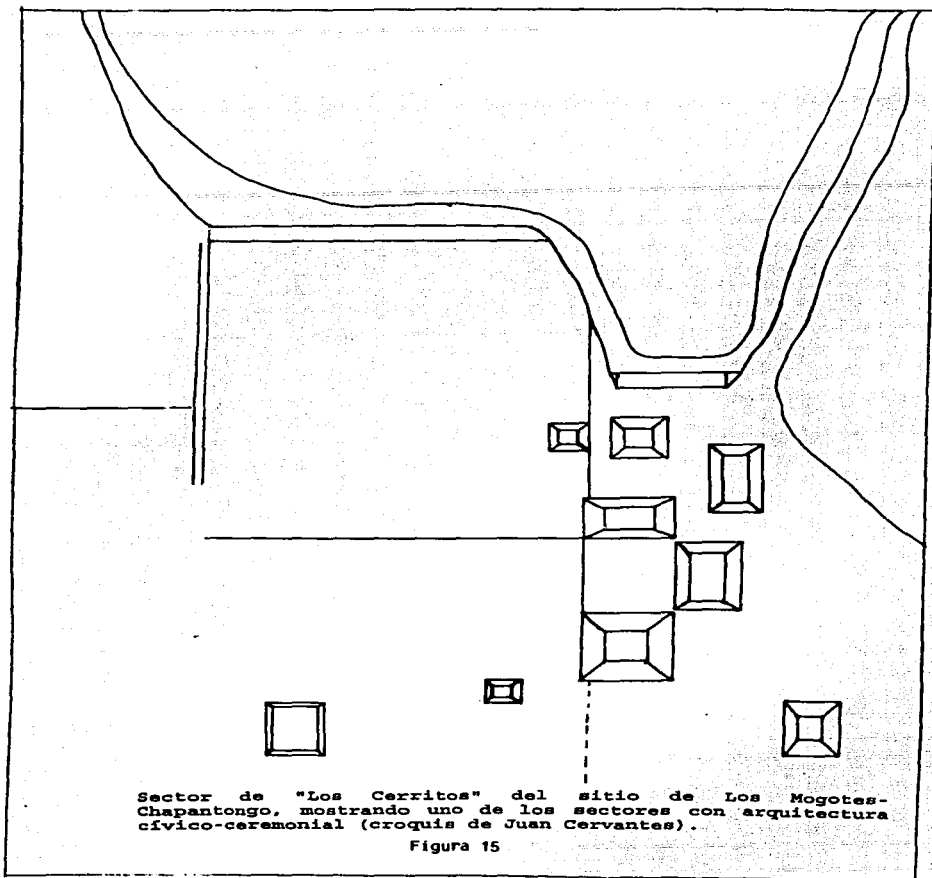 Sector de "Los Cerritos" del sitio de Los Mogotes-
Chapantongo, mostrando uno de los sectores con arquitectura
cívico-ceremonial (croquis de Juan Cervantes).
Figura 15